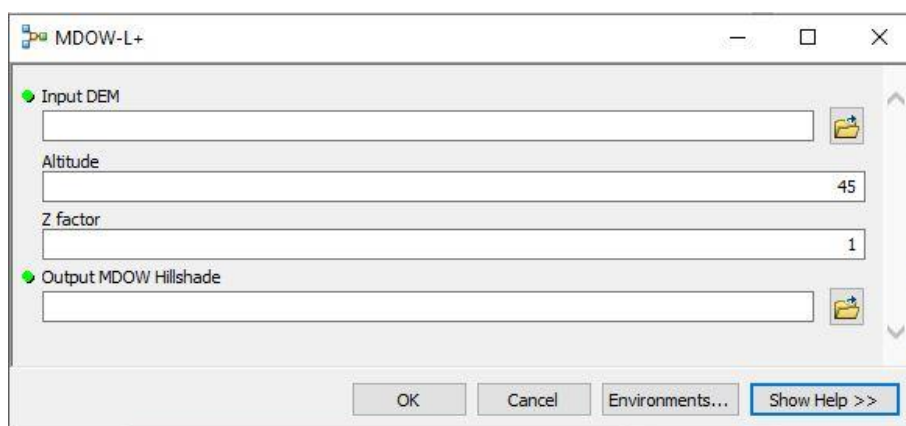 MDOW-L+
Input DEM
Altitude
45
Z factor
1
Output MDOW Hillshade
OK Cancel Environments... Show Help >>